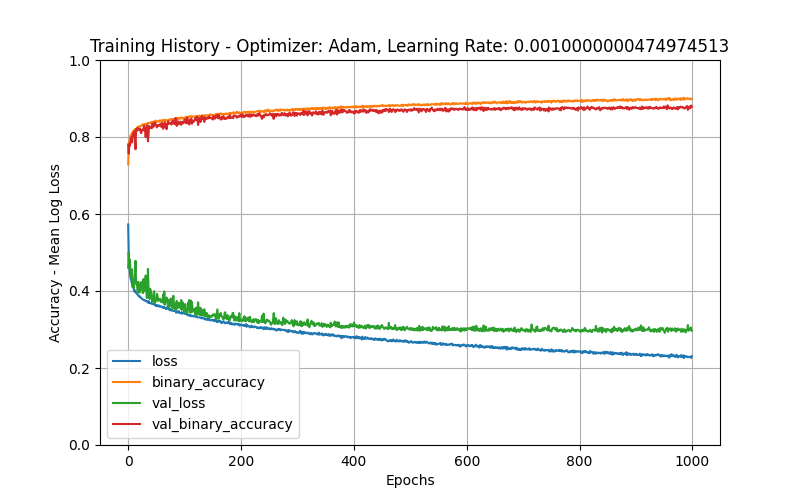 Training History - Optimizer: Adam, Learning Rate: 0.0010000000474974513
1.0
0.8
0.6
0.4
0.2
0.0
Accuracy - Mean Log Loss
loss
binary_accuracy
val_loss
val_binary_accuracy
0 200 400 600 800 1000
Epochs